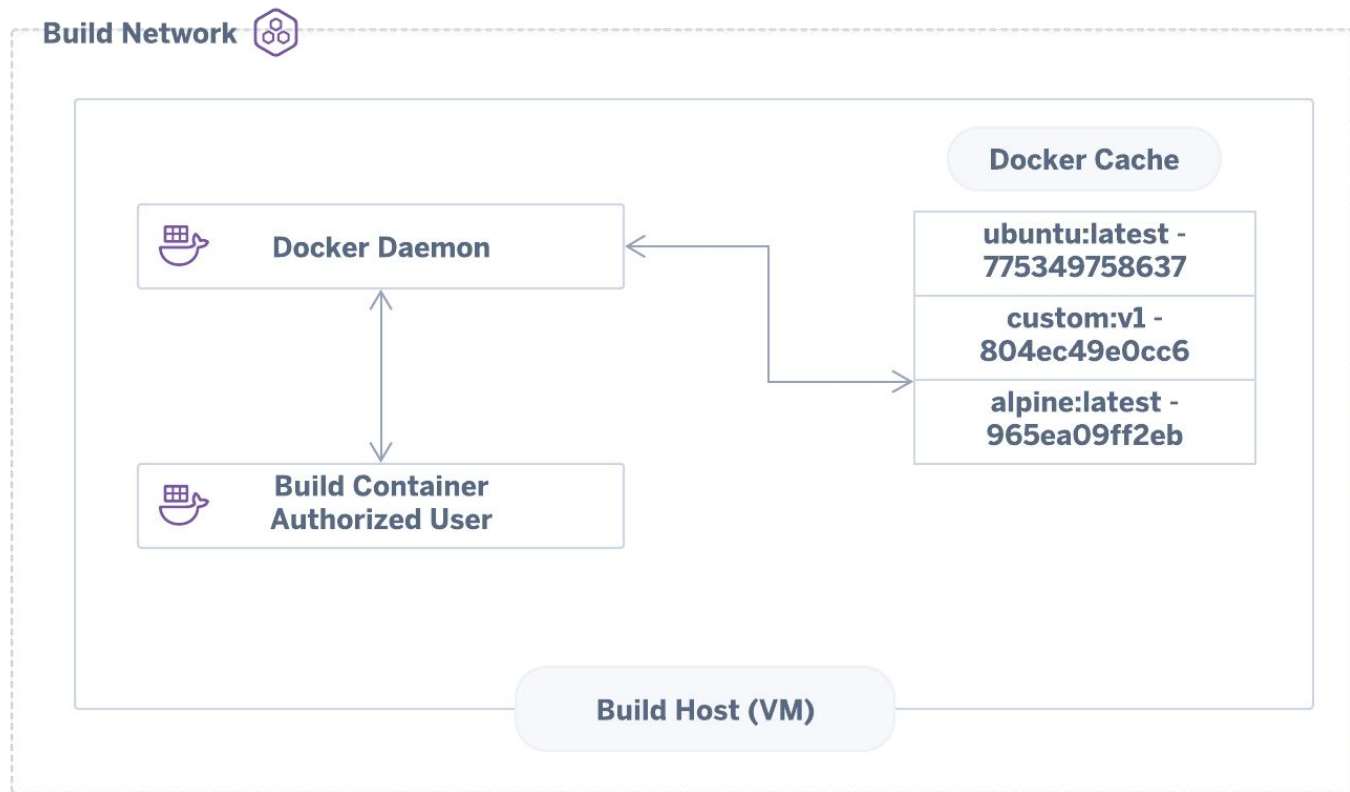 Build Network
Docker Cache
Docker Daemon
ubuntu:latest -
775349758637
custom:v1 -
804ec49e0cc6
alpine:latest -
965ea09ff2eb
Build Container
Authorized User
Build Host (VM)